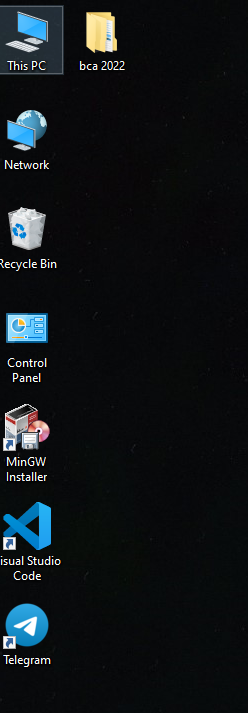 This PC
bca 2022
Network
Recycle Bin
Control
Panel
MinGW
Installer
isual Studio
Code
Telegram